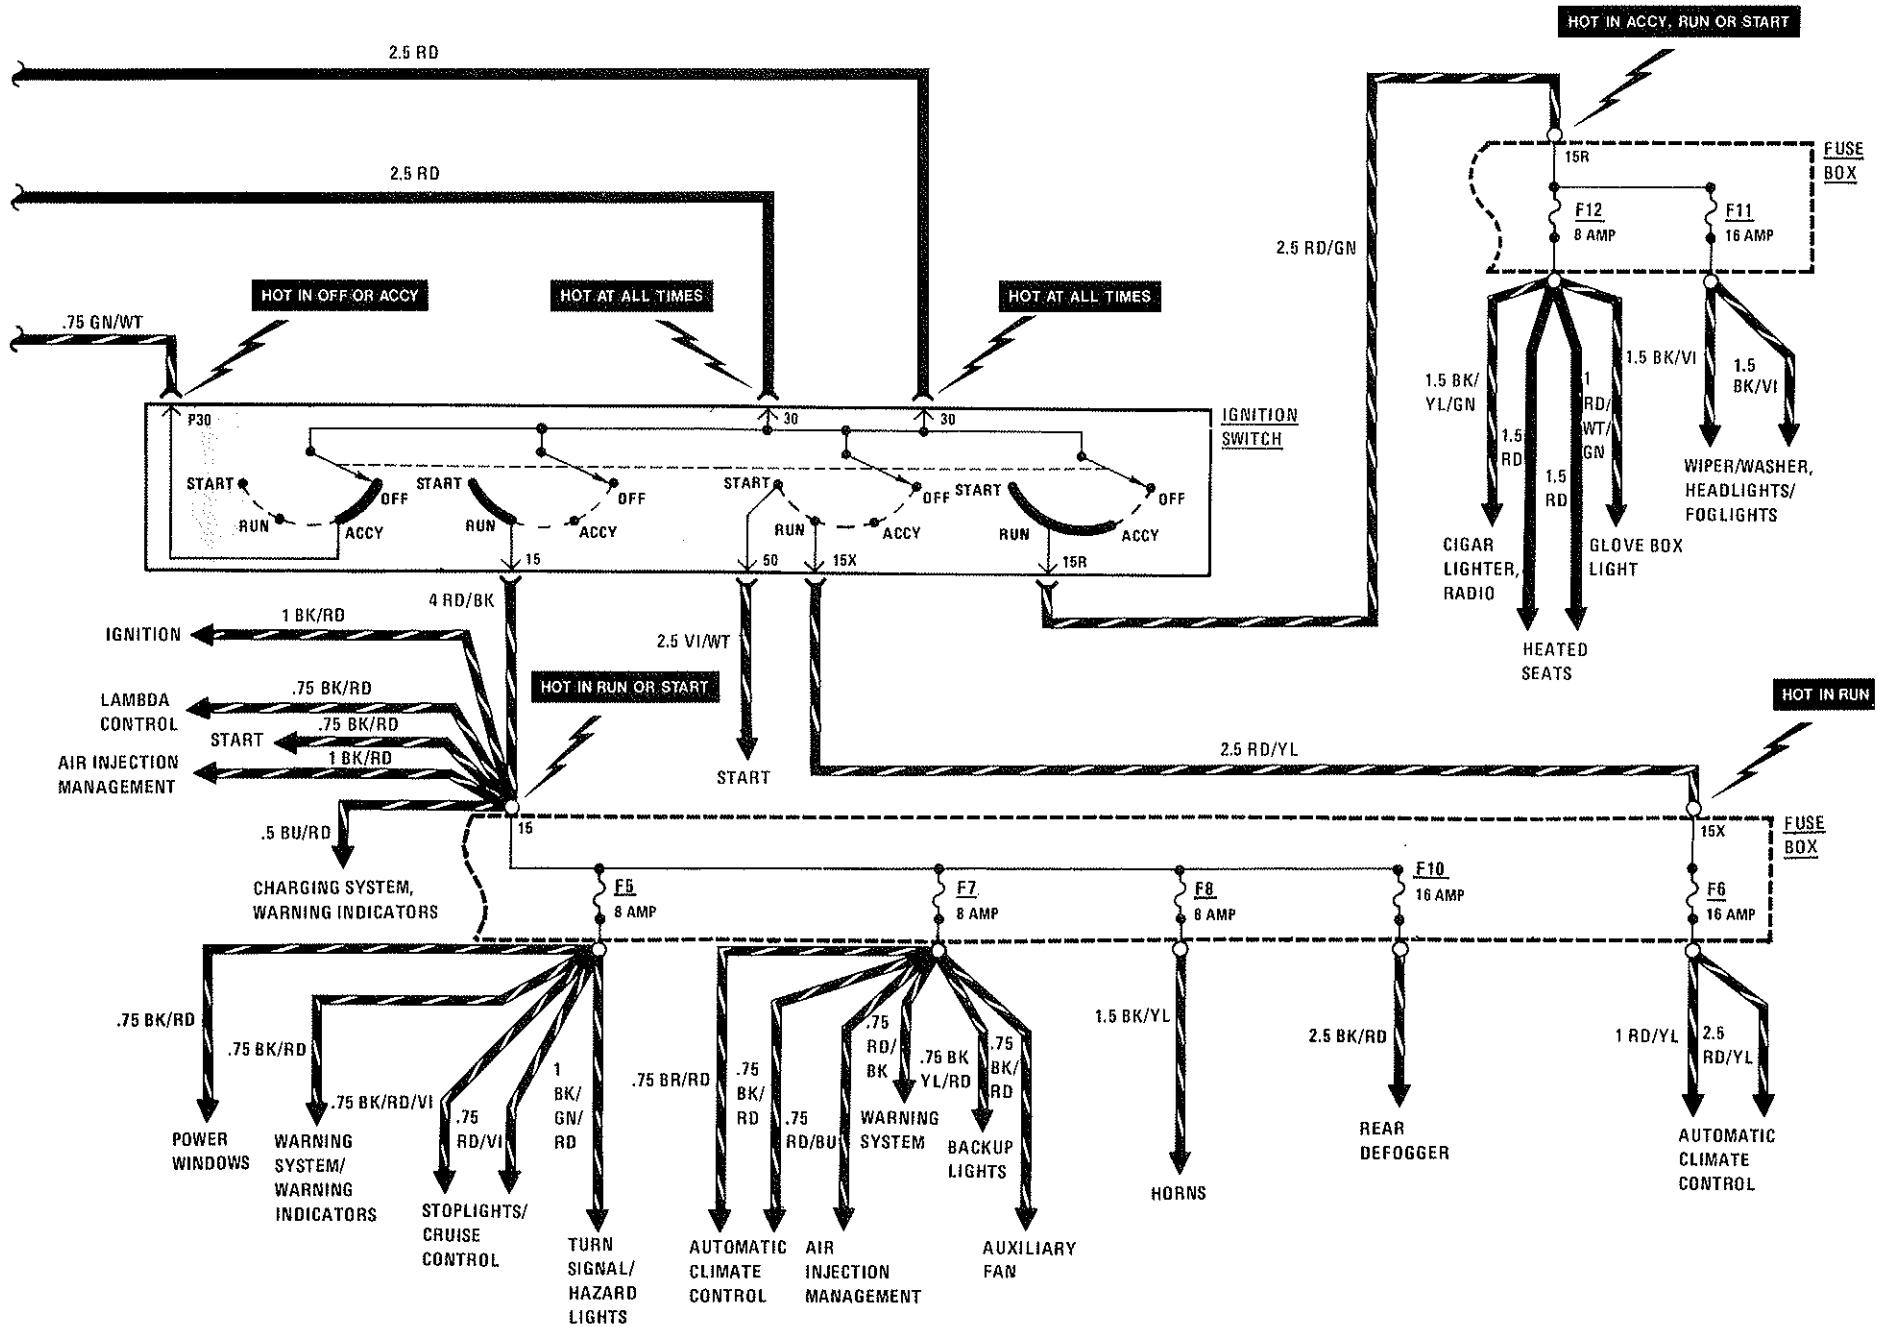 HOT IN ACCY, RUN OR START
2.5 RD
15R
FUSE
BOX
F12
8 AMP
F11
16 AMP
2.5 RD
2.5 RD/GN
HOT IN OFF OR ACCY
HOT AT ALL TIMES
HOT AT ALL TIMES
.75 GN/WT
1.5 BK/
YL/GN
1.5
RD
1.5
RD
1
RD/
WT/
GN
1.5 BK/VI
1.5
BK/VI
P30
30
30
IGNITION
SWITCH
START
RUN
ACCY
OFF
START
RUN
ACCY
OFF
START
RUN
ACCY
OFF
START
RUN
ACCY
OFF
15
50
15X
15R
WIPER/WASHER,
HEADLIGHTS/
FOGLIGHTS
CIGAR
LIGHTER,
RADIO
GLOVE BOX
LIGHT
HEATED
SEATS
4 RD/BK
1 BK/RD
IGNITION
2.5 VI/WT
HOT IN RUN OR START
HOT IN RUN
.75 BK/RD
LAMBDA
CONTROL
.75 BK/RD
START
1 BK/RD
AIR INJECTION
MANAGEMENT
START
2.5 RD/YL
.5 BU/RD
15
15X
FUSE
BOX
CHARGING SYSTEM,
WARNING INDICATORS
F5
8 AMP
F7
8 AMP
F8
8 AMP
F10
16 AMP
F6
16 AMP
.75 BK/RD
.75 BK/RD
.75 BK/RD/VI
.75
RD/VI
1
BK/
GN/
RD
.75 BR/RD
.75
BK/
RD
.75
RD/BU
.75
RD/
BK
.75 BK
YL/RD
.75
BK/
RD
1.5 BK/YL
2.5 BK/RD
1 RD/YL
2.5
RD/YL
POWER
WINDOWS
WARNING
SYSTEM/
WARNING
INDICATORS
STOPLIGHTS/
CRUISE
CONTROL
TURN
SIGNAL/
HAZARD
LIGHTS
AUTOMATIC
CLIMATE
CONTROL
AIR
INJECTION
MANAGEMENT
WARNING
SYSTEM
BACKUP
LIGHTS
AUXILIARY
FAN
HORNS
REAR
DEFOGGER
AUTOMATIC
CLIMATE
CONTROL